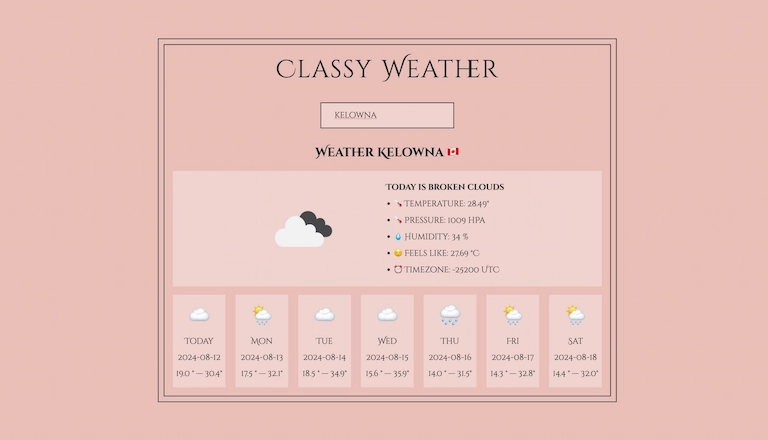 Classy Weather
KELOWNA
Weather Kelowna 🇨🇦
Today is broken clouds
• 🌡️ Temperature: 28.49°
• 🌡️ Pressure: 1009 hPa
• 💧 Humidity: 34 %
• 😓 Feels like: 27.69 °C
• ⏰ Timezone: -25200 UTC
Today Mon Tue Wed Thu Fri Sat
2024-08-12 2024-08-13 2024-08-14 2024-08-15 2024-08-16 2024-08-17 2024-08-18
19.0 ° — 30.4° 17.5 ° — 32.1° 18.5 ° — 34.9° 15.6 ° — 35.9° 14.0 ° — 31.5° 14.3 ° — 32.8° 14.4 ° — 32.0°